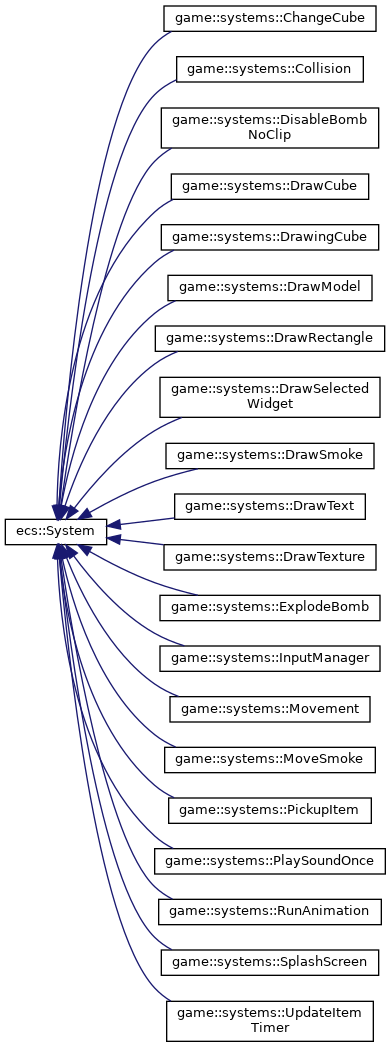 game::systems::ChangeCube
game::systems::Collision
game::systems::DisableBomb
NoClip
game::systems::DrawCube
game::systems::DrawingCube
game::systems::DrawModel
game::systems::DrawRectangle
game::systems::DrawSelected
Widget
game::systems::DrawSmoke
game::systems::DrawText
ecs::System
game::systems::DrawTexture
game::systems::ExplodeBomb
game::systems::InputManager
game::systems::Movement
game::systems::MoveSmoke
game::systems::PickupItem
game::systems::PlaySoundOnce
game::systems::RunAnimation
game::systems::SplashScreen
game::systems::UpdateItem
Timer